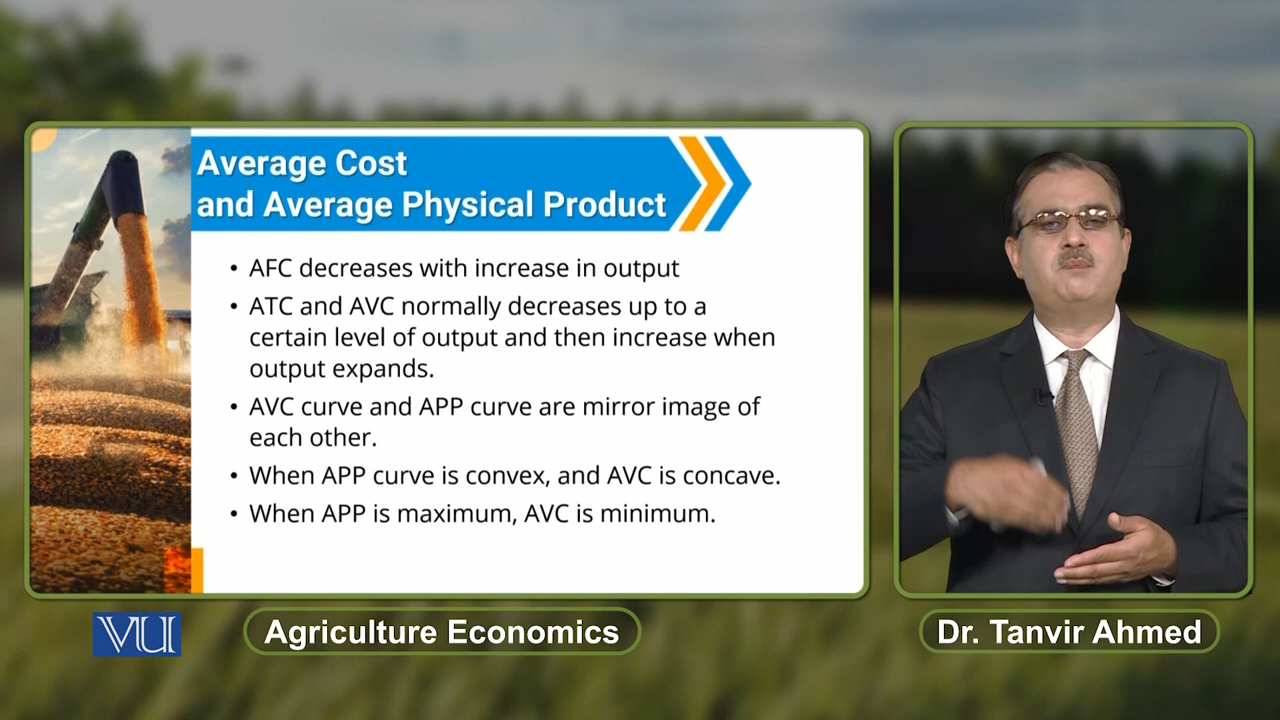 Average Cost
and Average Physical Product
• AFC decreases with increase in output
• ATC and AVC normally decreases up to a
certain level of output and then increase when
output expands.
• AVC curve and APP curve are mirror image of
each other.
• When APP curve is convex, and AVC is concave.
• When APP is maximum, AVC is minimum.
VU
Agriculture Economics
Dr. Tanvir Ahmed